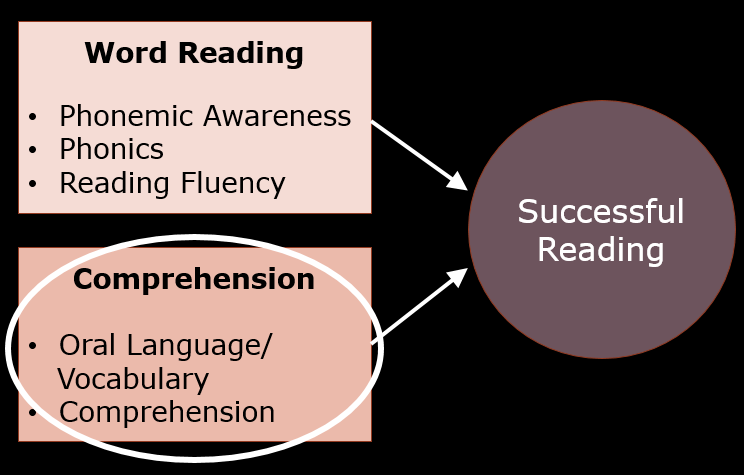 Word Reading
• Phonemic Awareness
• Phonics
• Reading Fluency
Comprehension
• Oral Language/
Vocabulary
• Comprehension
Successful
Reading